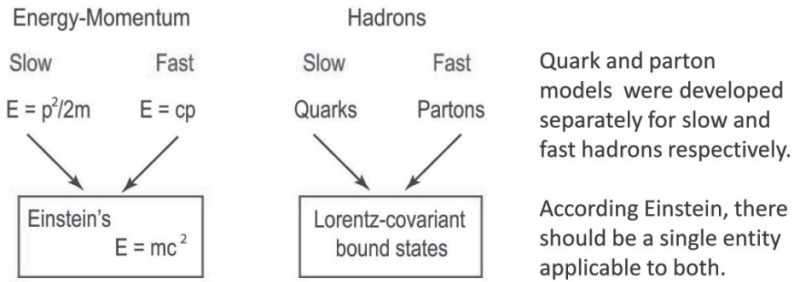 Energy-Momentum
Slow Fast
E = p²/2m E = cp
Einstein's
E = mc²
Hadrons
Slow Fast
Quarks Partons
Lorentz-covariant
bound states
Quark and parton
models were developed
separately for slow and
fast hadrons respectively.
According Einstein, there
should be a single entity
applicable to both.